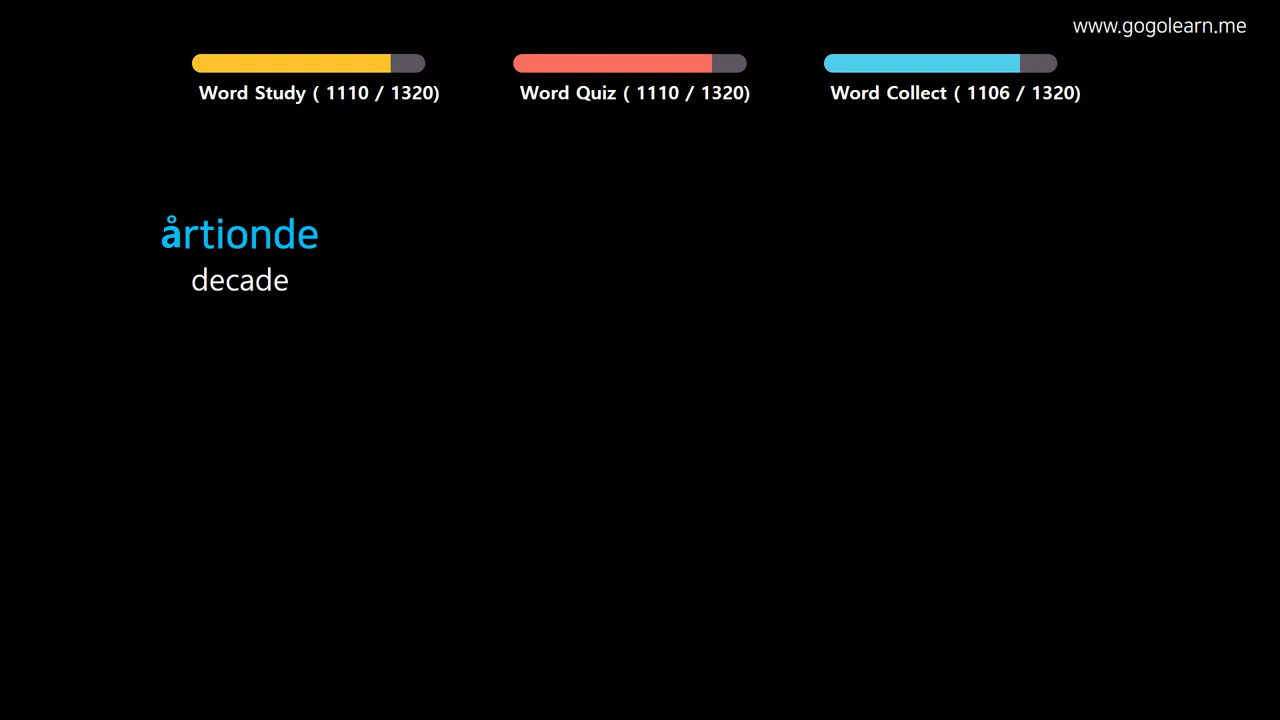 www.gogolearn.me
Word Study ( 1110 / 1320)
Word Quiz ( 1110 / 1320)
Word Collect ( 1106 / 1320)
årtionde
decade